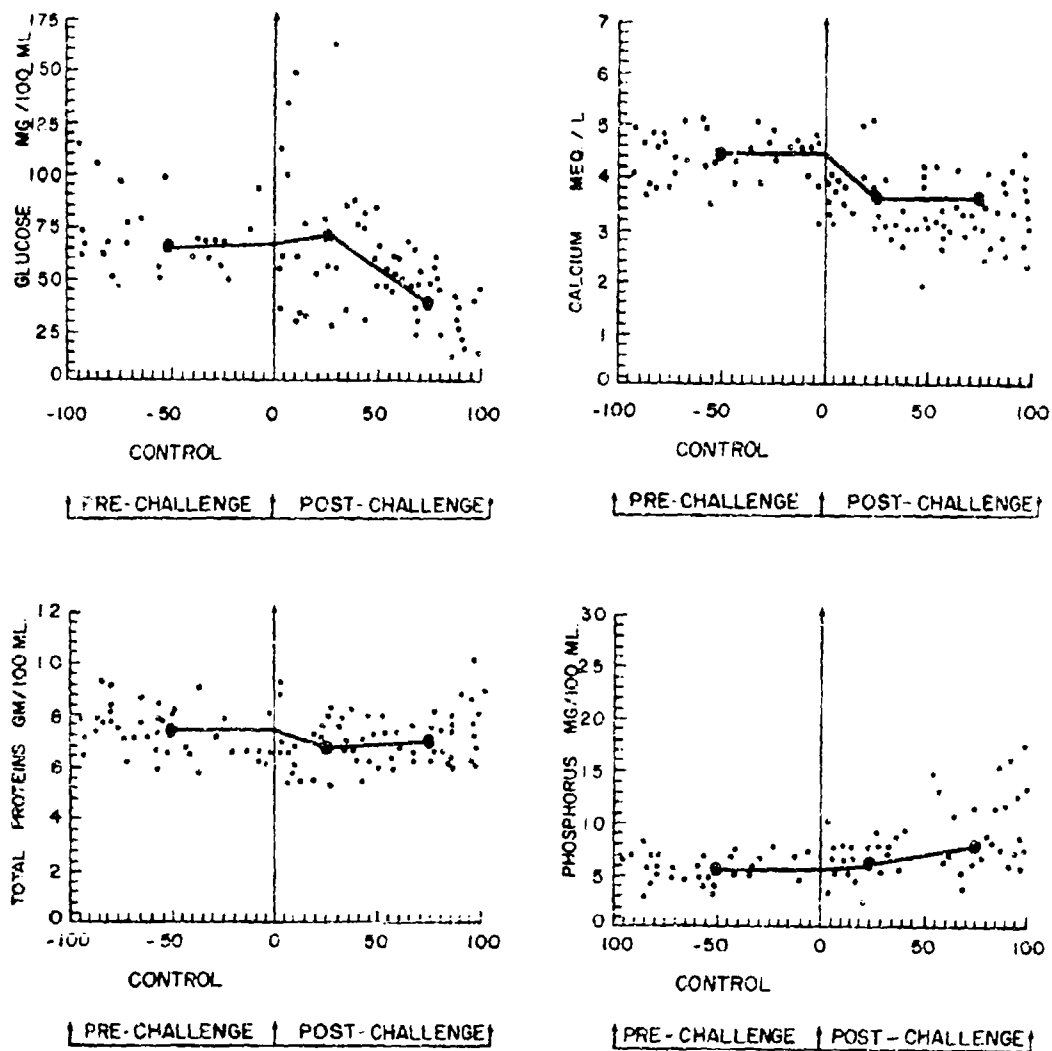 GLUCOSE MG/100 ML
175
150
125
100
75
50
25
0
-100 -50 0 50 100
CONTROL
PRE-CHALLENGE POST-CHALLENGE
CALCIUM MEQ/L
7
6
5
4
3
2
1
0
-100 -50 0 50 100
CONTROL
PRE-CHALLENGE POST-CHALLENGE
TOTAL PROTEINS GM/100 ML.
12
10
8
6
4
2
0
-100 -50 0 50 100
CONTROL
PRE-CHALLENGE POST-CHALLENGE
PHOSPHORUS MG/100 ML.
30
25
20
15
10
5
0
100 -50 0 50 100
CONTROL
PRE-CHALLENGE POST-CHALLENGE